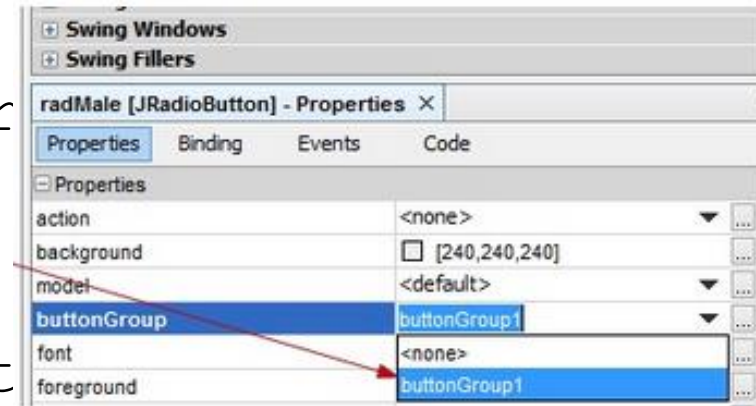 Swing Windows
Swing Fillers
radMale [JRadioButton] - Properties ×
Properties Binding Events Code
Properties
action <none> ...
background [240,240,240] ...
model <default> ...
buttonGroup buttonGroup1 ...
font <none> ...
foreground buttonGroup1 ...